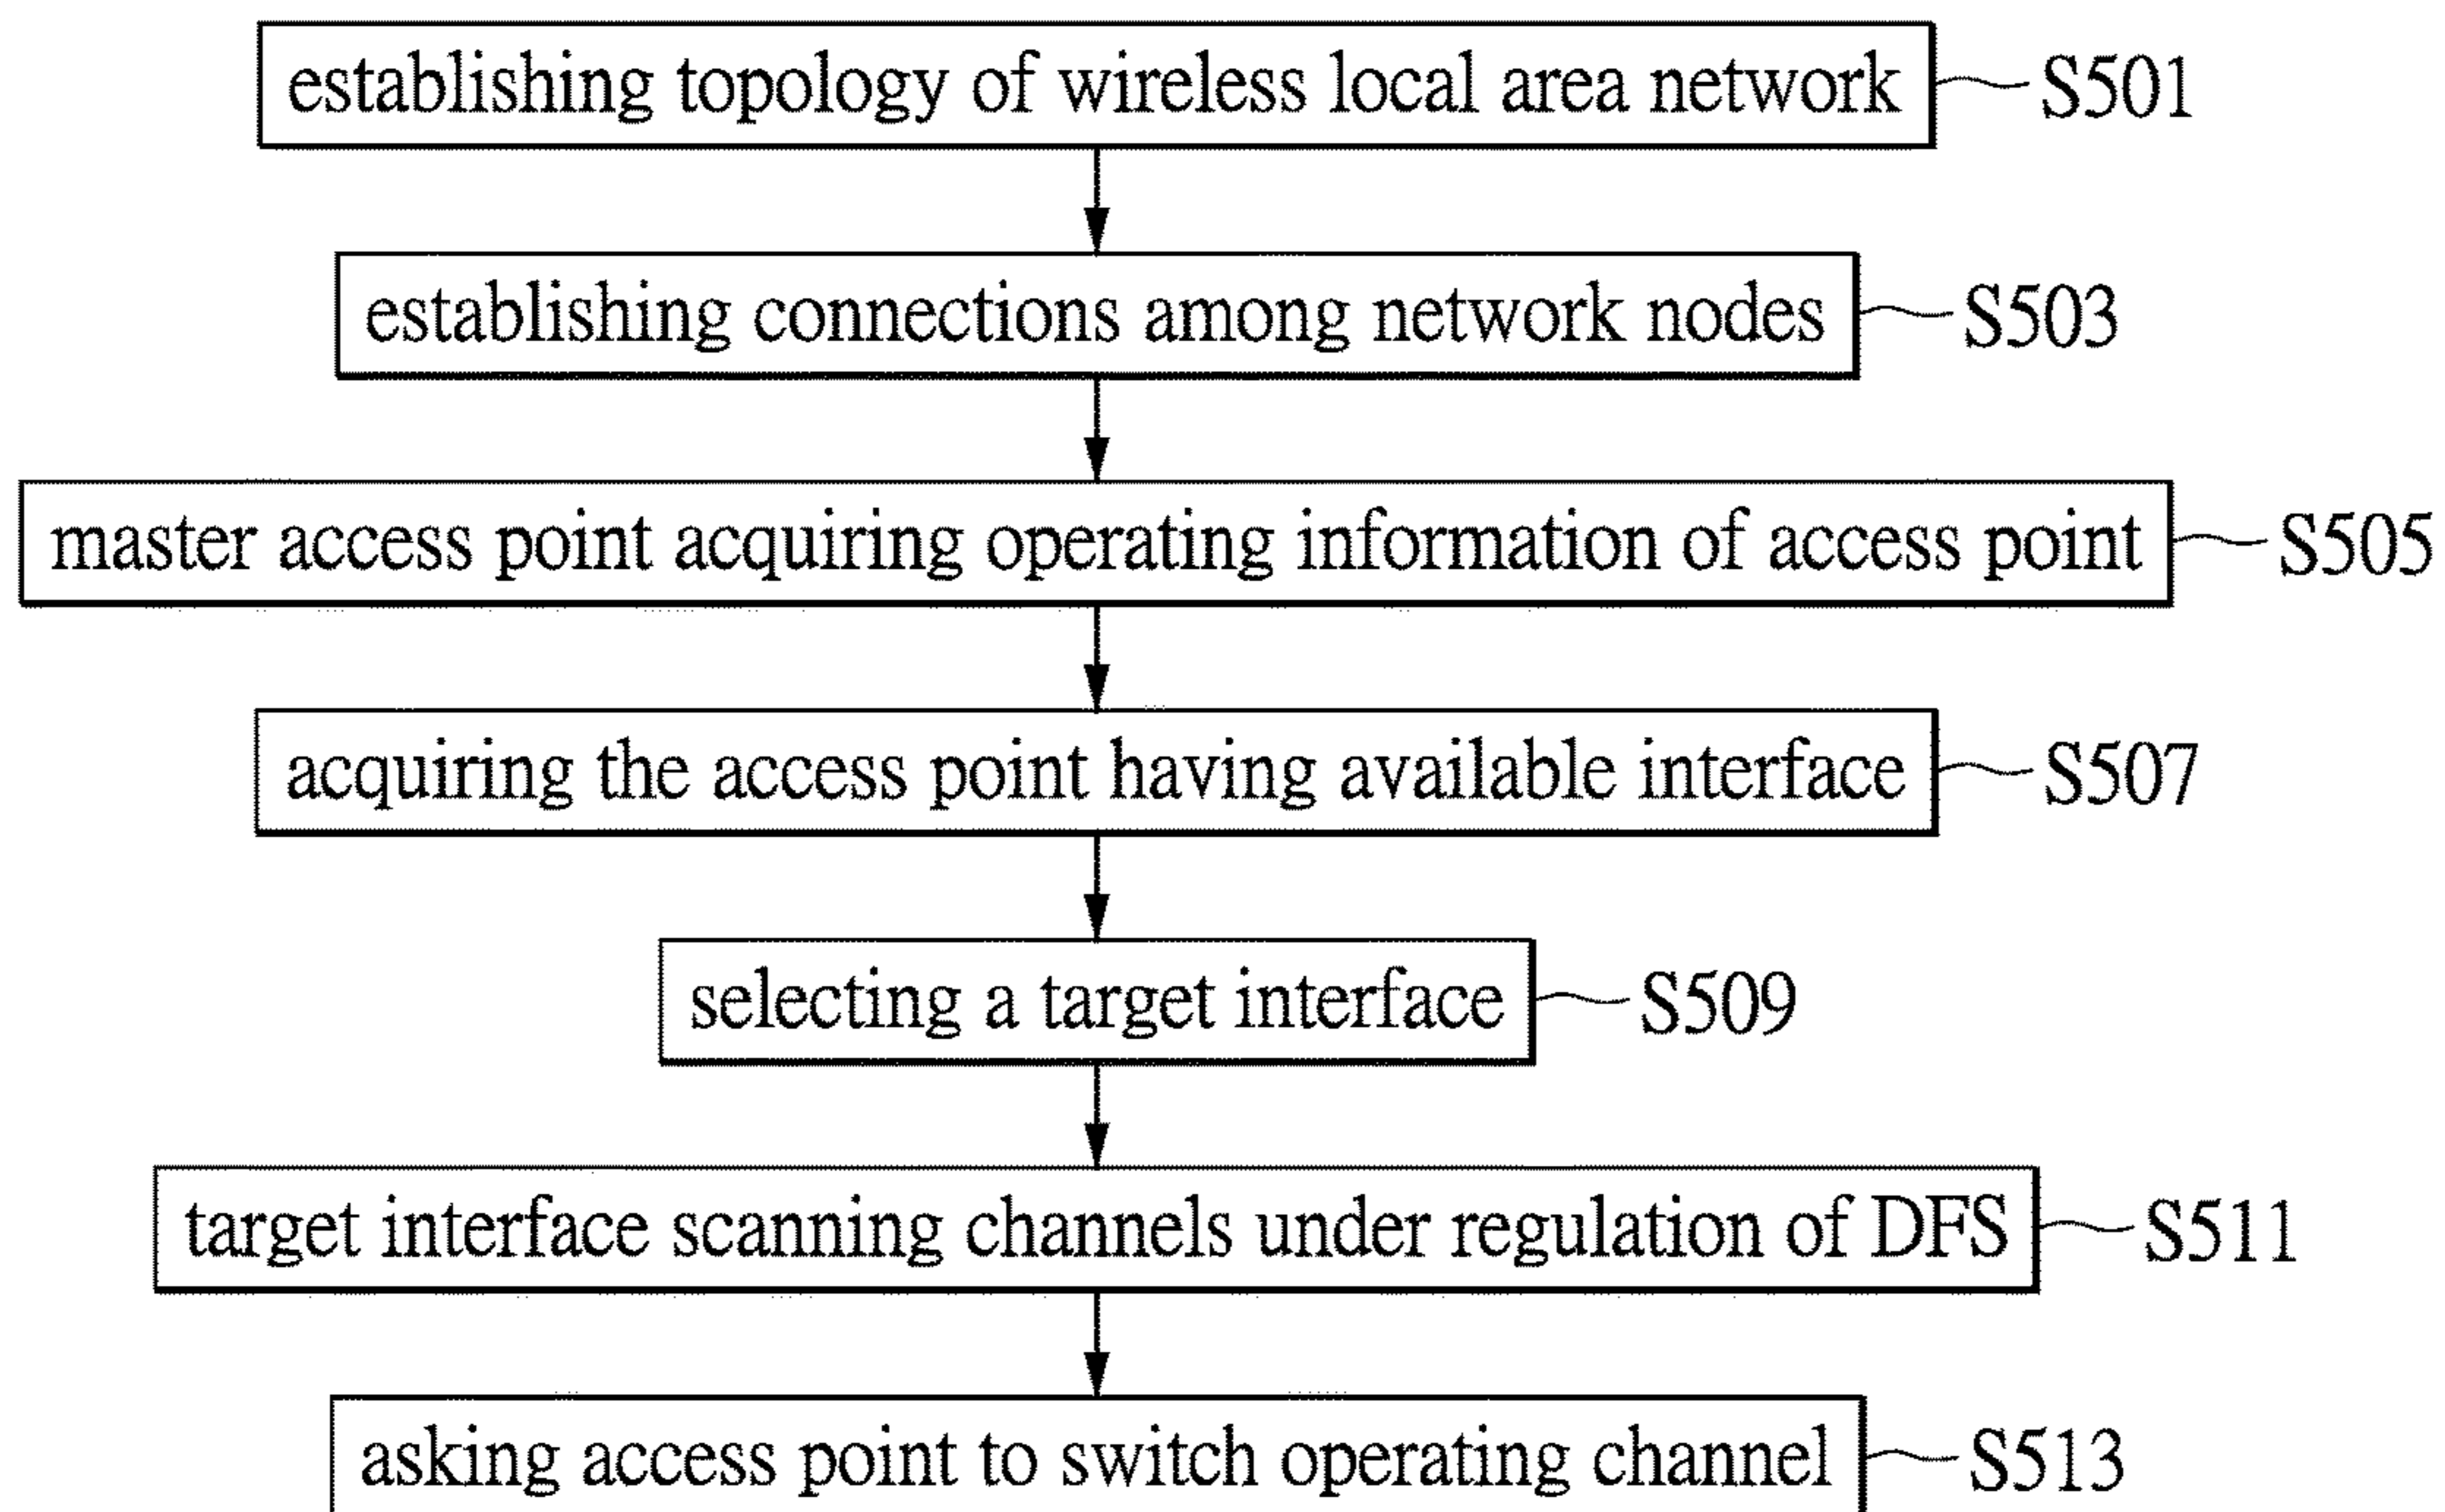 establishing topology of wireless local area network S501
establishing connections among network nodes S503
master access point acquiring operating information of access point S505
acquiring the access point having available interface S507
selecting a target interface S509
target interface scanning channels under regulation of DFS S511
asking access point to switch operating channel S513